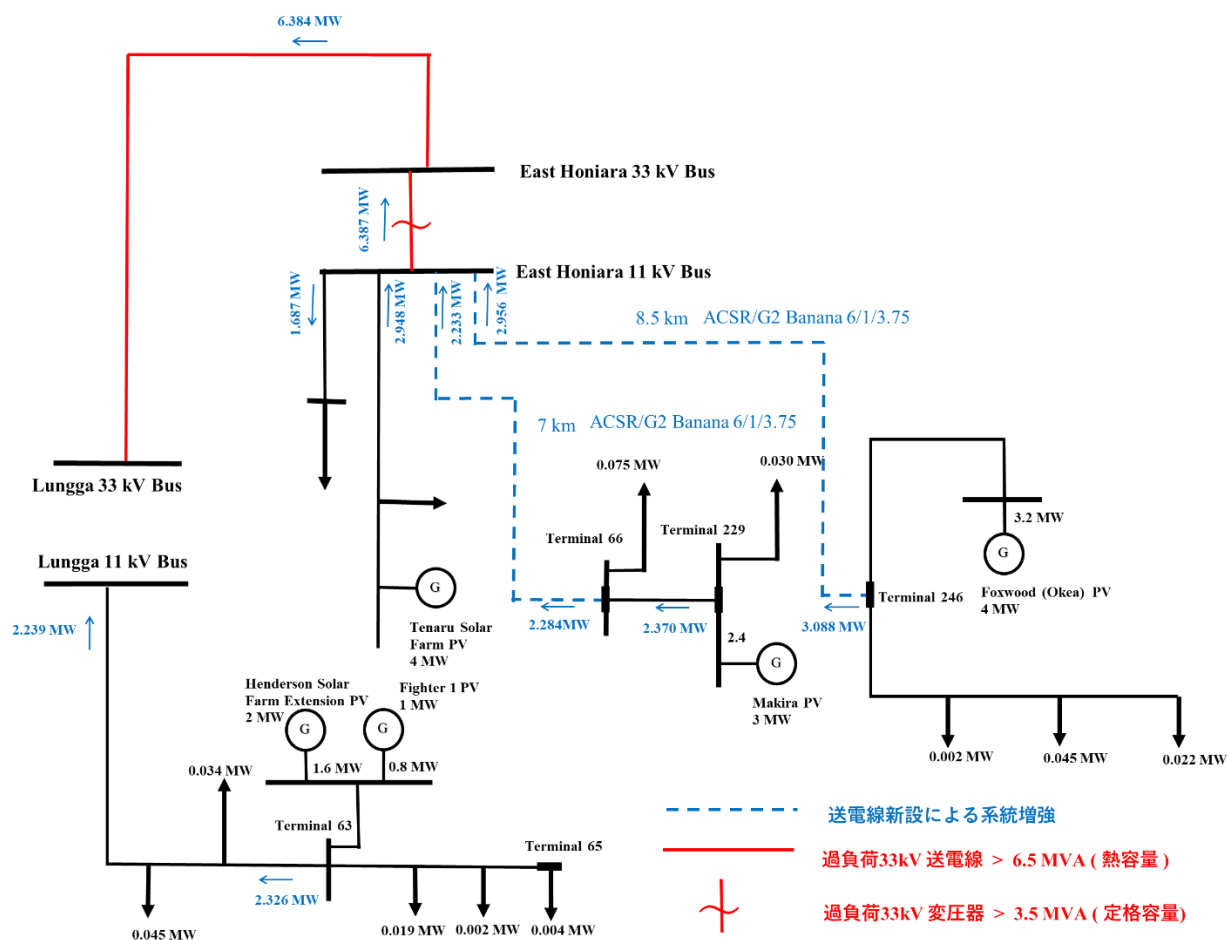 6.384 MW
East Honiara 33 kV Bus
6.387 MW
East Honiara 11 kV Bus
1.687 MW
2.948 MW
2.233 MW
2.956 MW
8.5 km ACSR/G2 Banana 6/1/3.75
7 km ACSR/G2 Banana 6/1/3.75
Lungga 33 kV Bus
Lungga 11 kV Bus
2.239 MW
0.075 MW
0.030 MW
Terminal 66
Terminal 229
2.284MW
2.370 MW
2.4
G
Makira PV
3 MW
3.2 MW
G
Foxwood (Okea) PV
4 MW
Terminal 246
3.088 MW
0.002 MW
0.045 MW
0.022 MW
G
Tenaru Solar
Farm PV
4 MW
Henderson Solar
Farm Extension PV
2 MW
G
Fighter 1 PV
1 MW
G
1.6 MW
0.8 MW
0.034 MW
Terminal 63
Terminal 65
2.326 MW
0.045 MW
0.019 MW
0.002 MW
0.004 MW
送電線新設による系統増強
過負荷33kV 送電線 > 6.5 MVA ( 熱容量 )
過負荷33kV 変圧器 > 3.5 MVA ( 定格容量)